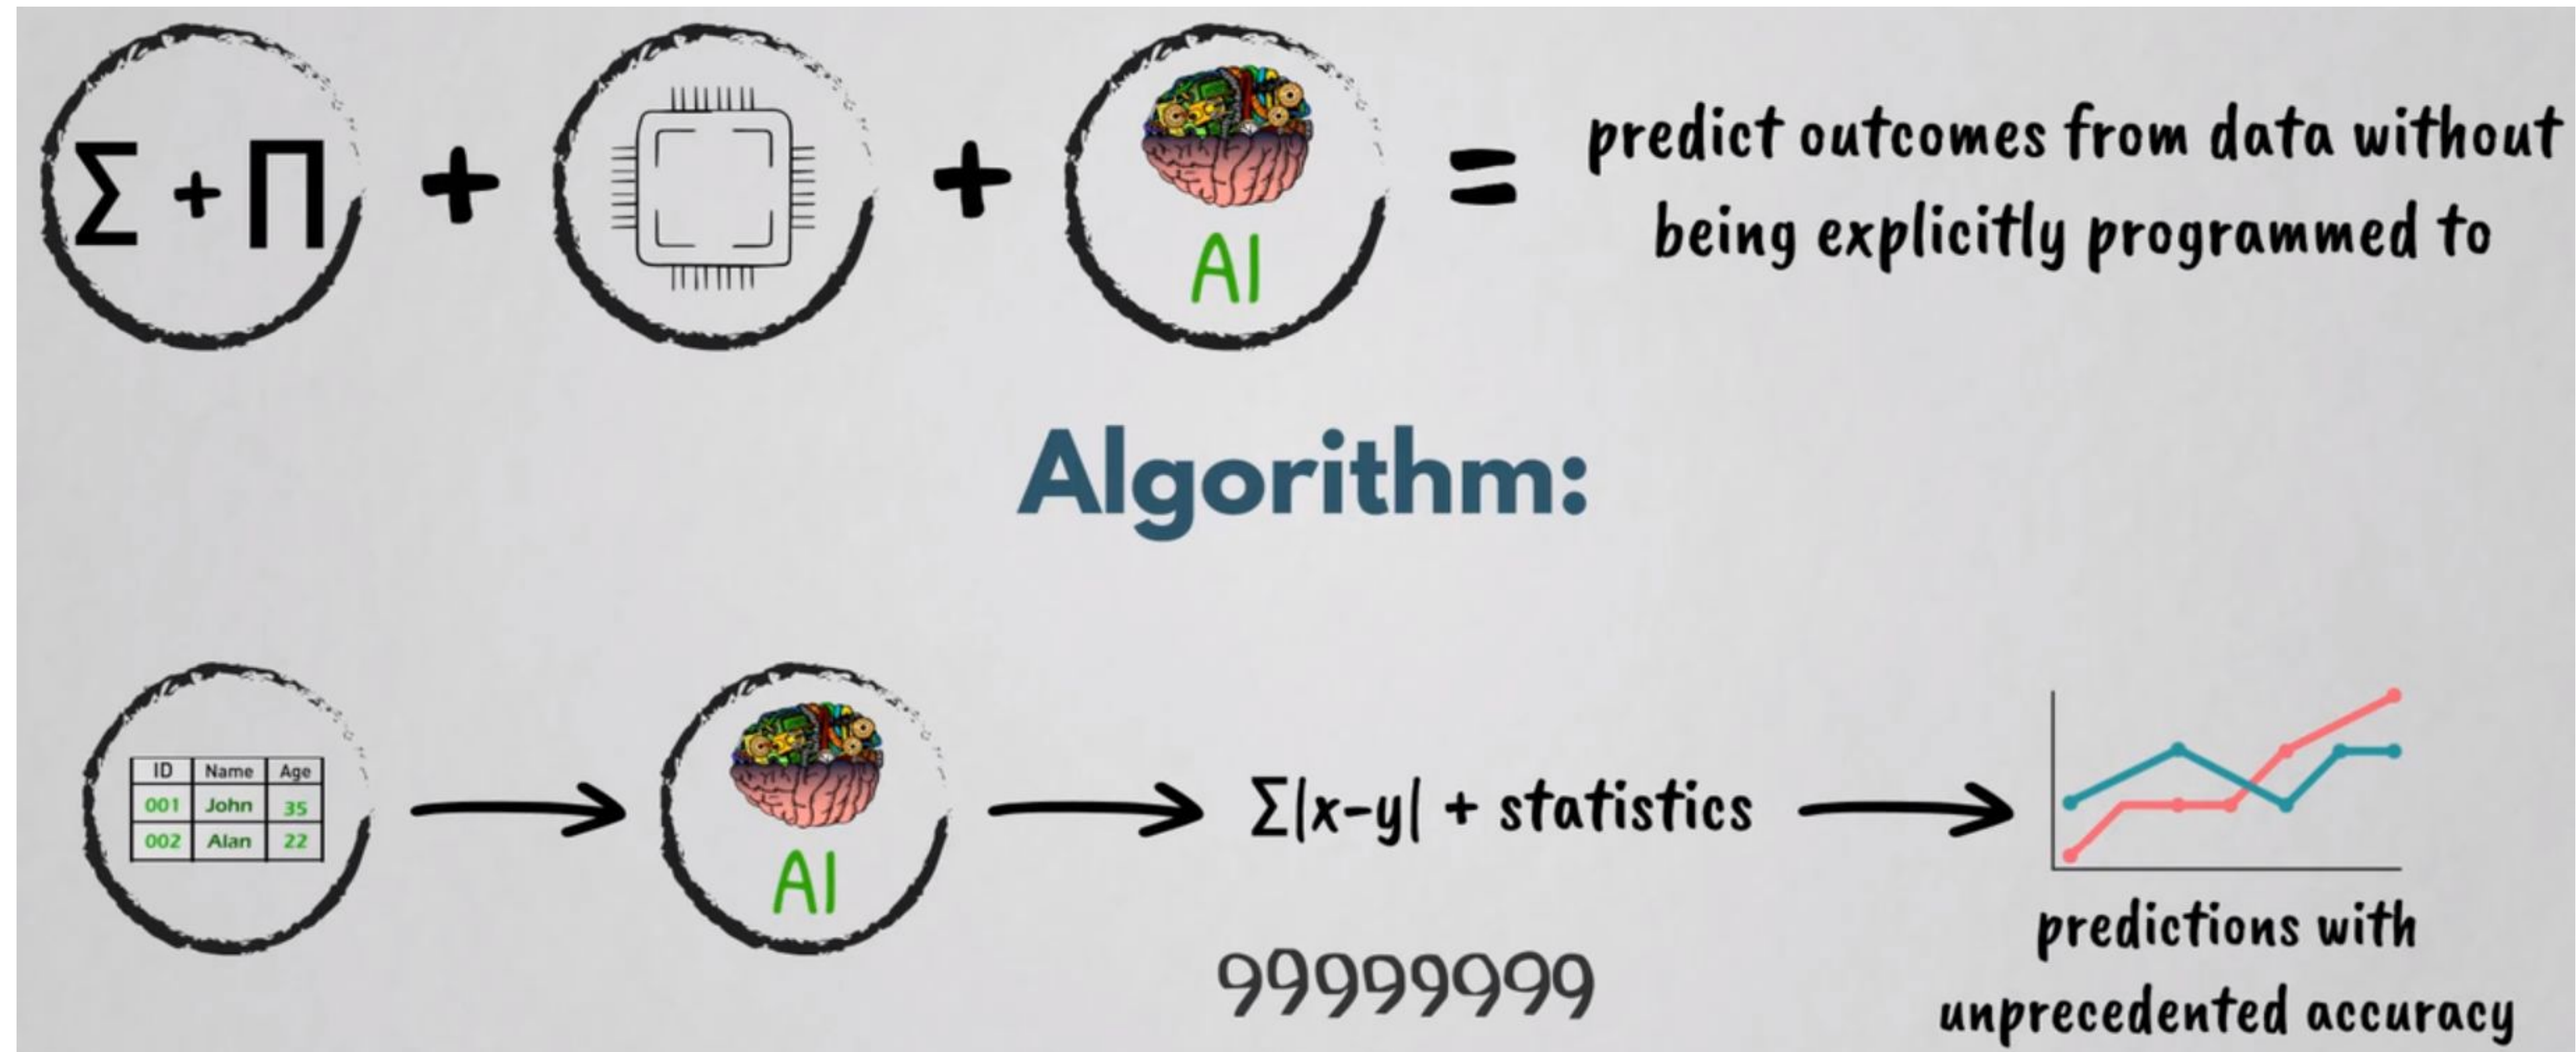 Σ + Π + AI = predict outcomes from data without
being explicitly programmed to
Algorithm:
ID Name Age
001 John 35
002 Alan 22
AI
Σ|x-y| + statistics
99999999
predictions with
unprecedented accuracy